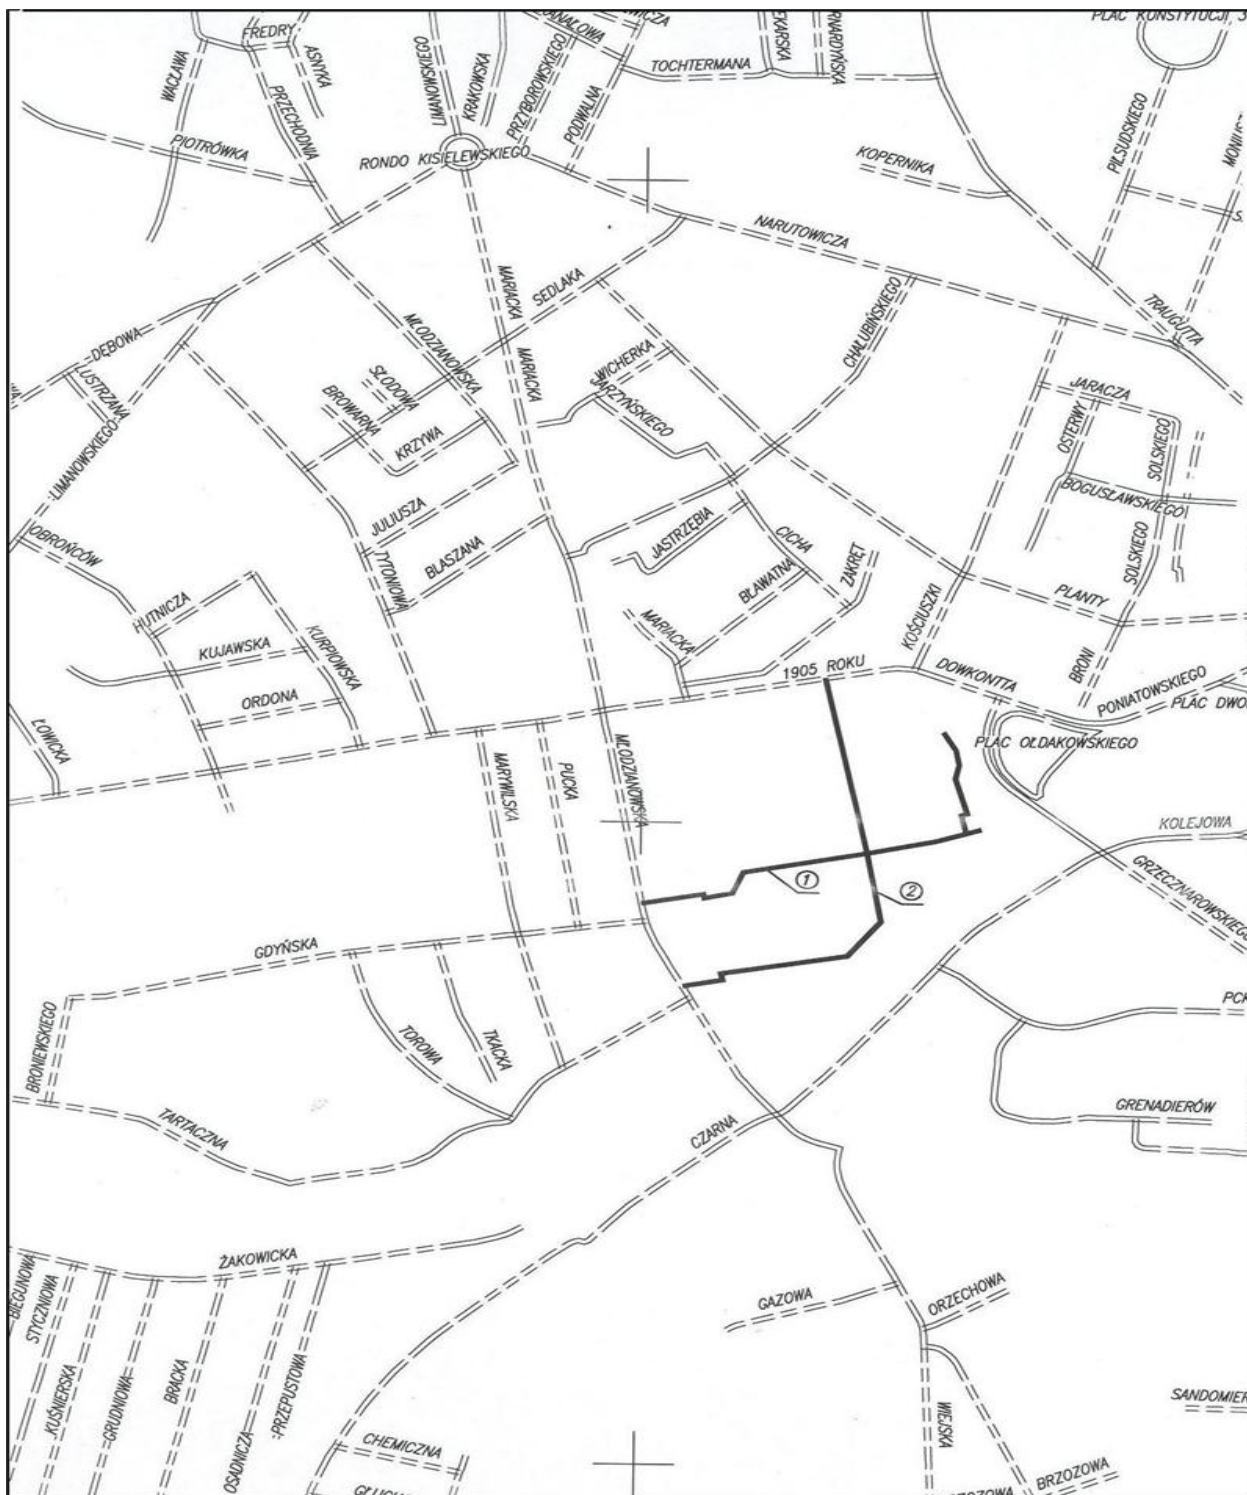 PLAC KONSTYTUCJI 3
FREDRY
ASNYKA
WACŁAWA
PRZECHODNIA
LIMANOWSKIEGO
KRAKOWSKA
PRZYBOROWSKIEGO
PODWALNA
TOCHTERMANA
PIOTRÓWKA
RONDO KISIELEWSKIEGO
KOPERNIKA
PIŁSUDSKIEGO
NARUTOWICZA
TRAUGUTTA
MARIACKA
SEDLAKA
CHAŁUBIŃSKIEGO
DĘBOWA
MŁODZIANOWSKA
MARIACKA
WICHERKA
JARZYŃSKIEGO
LUSTRZANA
SŁODOWA
BROWARNA
KRZYWA
JARACZA
OSTERWY
SOLSKIEGO
LIMANOWSKIEGO
BOGUSŁAWSKIEGO
JULIUSZA
TYTONIOWA
BLASZANA
JASTRZĘBIA
CICHA
SOLSKIEGO
OBROŃCÓW
BŁAWATNA
ZAKRĘT
KOŚCIUSZKI
PLANTY
HUTNICZA
KUJAWSKA
KURPIOWSKA
MARIACKA
1905 ROKU
DOWKONTTA
BRONI
PONIATOWSKIEGO
ORDONA
PLAC DWO
ŁOWICKA
PLAC OŁDAKOWSKIEGO
MARYWILSKA
PUCKA
MŁODZIANOWSKA
KOLEJOWA
1
2
GRZECZNAROWSKIEGO
GDYŃSKA
BRONIEWSKIEGO
TOROWA
TKACKA
PCK
TARTACZNA
CZARNA
GRENADIERÓW
ŻAKOWICKA
BIEGUNOWA
STYCZNIOWA
GAZOWA
ORZECHOWA
KUŚNIERSKA
GRUDNIOWA
BRACKA
OSADNICZA
PRZEPUSTOWA
WIEJSKA
SANDOMIER
CHEMICZNA
BRZOZOWA